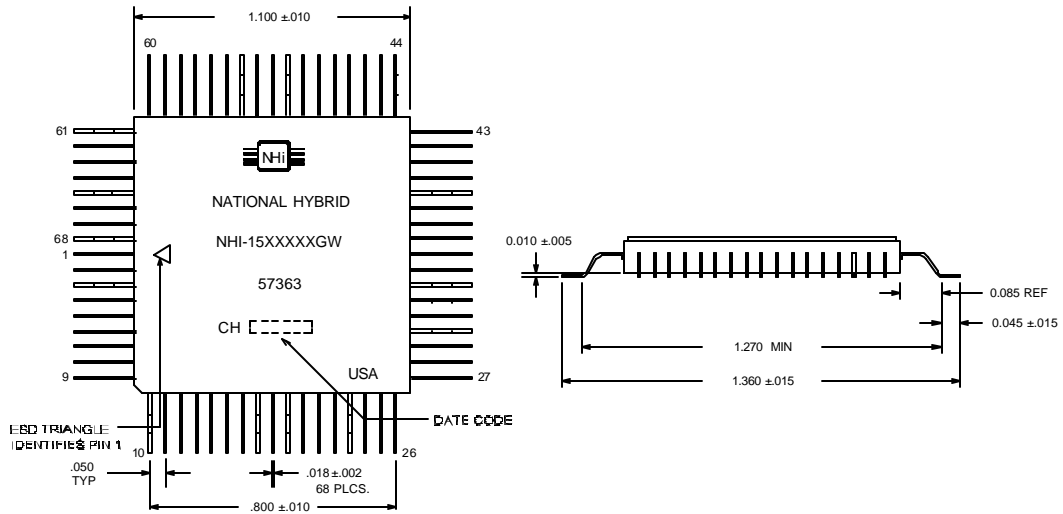 1.100 ±.010
60
44
61
43
NHi
NATIONAL HYBRID
68
NHI-15XXXXXGW
1
0.010 ±.005
57363
0.085 REF
CH
0.045 ±.015
1.270 MIN
USA
9
27
1.360 ±.015
DATE CODE
ESD TRIANGLE
IDENTIFIES PIN 1
10
26
.050
TYP
.018 ±.002
68 PLCS.
.800 ±.010